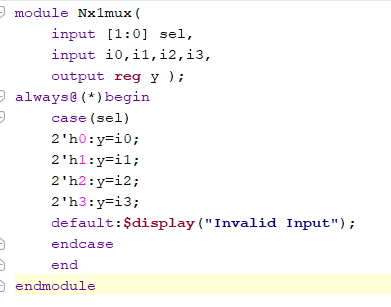 module Nx1mux(
    input [1:0] sel,
    input i0,i1,i2,i3,
    output reg y );
always@(*)begin
    case(sel)
    2'h0:y=i0;
    2'h1:y=i1;
    2'h2:y=i2;
    2'h3:y=i3;
    default:$display("Invalid Input");
    endcase
    end
endmodule